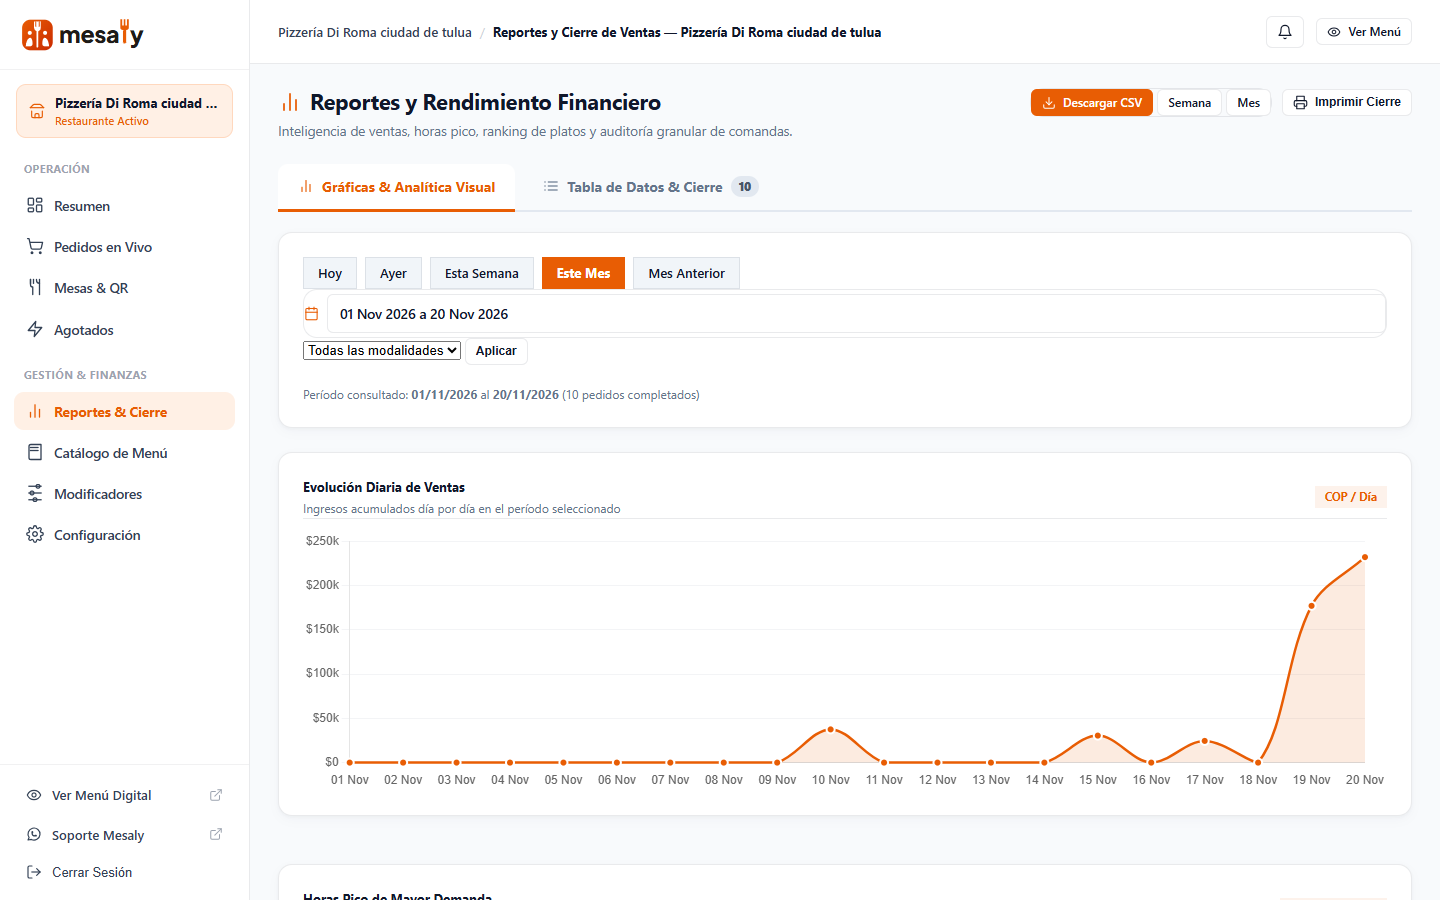 mesaly
Pizzería Di Roma ciudad de tulua / Reportes y Cierre de Ventas — Pizzería Di Roma ciudad de tulua
Ver Menú
Pizzería Di Roma ciudad ...
Restaurante Activo
OPERACIÓN
Resumen
Pedidos en Vivo
Mesas & QR
Agotados
GESTIÓN & FINANZAS
Reportes & Cierre
Catálogo de Menú
Modificadores
Configuración
Ver Menú Digital
Soporte Mesaly
Cerrar Sesión
Reportes y Rendimiento Financiero
Inteligencia de ventas, horas pico, ranking de platos y auditoría granular de comandas.
Descargar CSV Semana Mes Imprimir Cierre
Gráficas & Analítica Visual Tabla de Datos & Cierre 10
Hoy Ayer Esta Semana Este Mes Mes Anterior
01 Nov 2026 a 20 Nov 2026
Todas las modalidades Aplicar
Período consultado: 01/11/2026 al 20/11/2026 (10 pedidos completados)
Evolución Diaria de Ventas
Ingresos acumulados día por día en el período seleccionado
COP / Día
$250k
$200k
$150k
$100k
$50k
$0
01 Nov 02 Nov 03 Nov 04 Nov 05 Nov 06 Nov 07 Nov 08 Nov 09 Nov 10 Nov 11 Nov 12 Nov 13 Nov 14 Nov 15 Nov 16 Nov 17 Nov 18 Nov 19 Nov 20 Nov
Horas Pico de Mayor Demanda